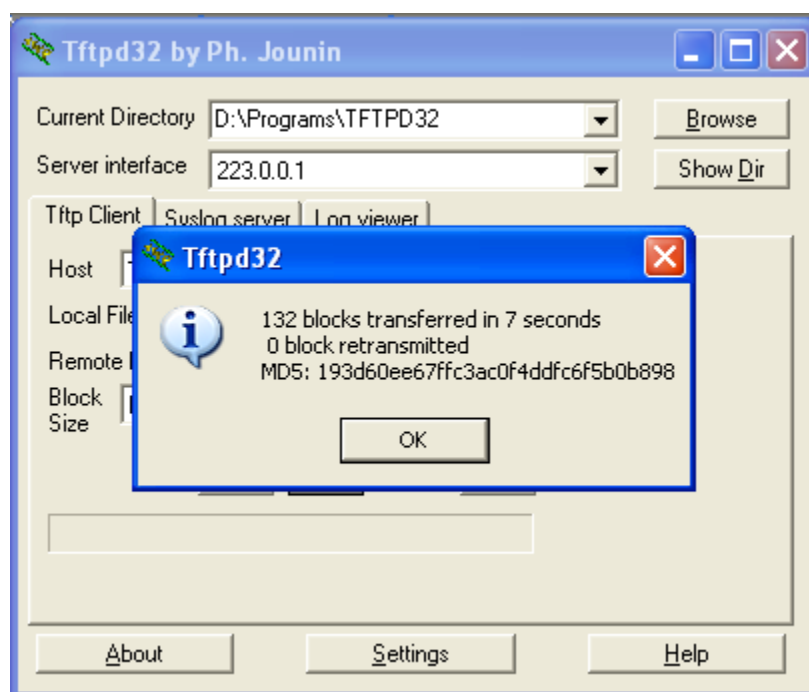 Tftpd32 by Ph. Jounin
Current Directory D:\Programs\TFTPD32 Browse
Server interface 223.0.0.1 Show Dir
Tftp Client Syslog server Log viewer
Tftpd32
Host
Local File
Remote
Block
Size
132 blocks transferred in 7 seconds
0 block retransmitted
MD5: 193d60ee67ffc3ac0f4ddfc6f5b0b898
OK
About Settings Help